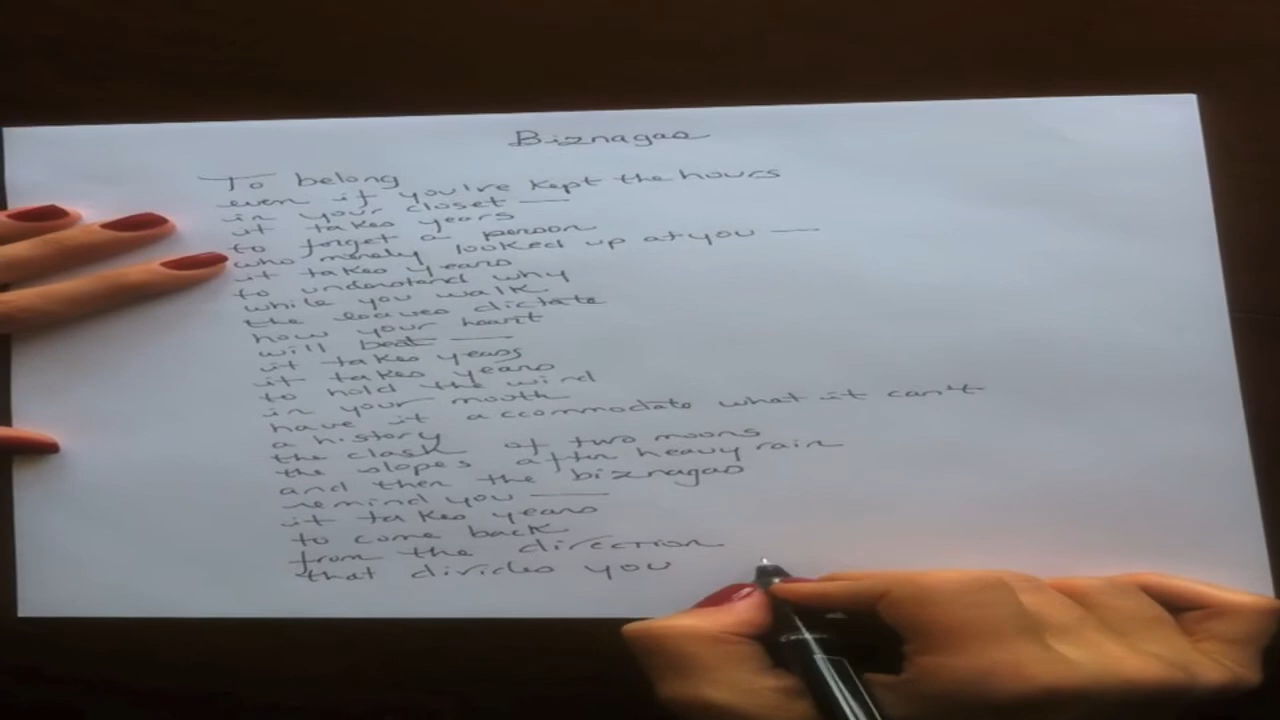 Biznagas
To belong
even if you've kept the hours
in your closet —
it takes years
to forget a person
who merely looked up at you —
it takes years
to understand why
while you walk
the leaves dictate
how your heart
will beat —
it takes years
it takes years
to hold the wind
in your mouth
have it accommodate what it can't
a history
the clash of two moons
the slopes after heavy rain
and then the biznagas
remind you —
it takes years
to come back
from the direction
that divides you